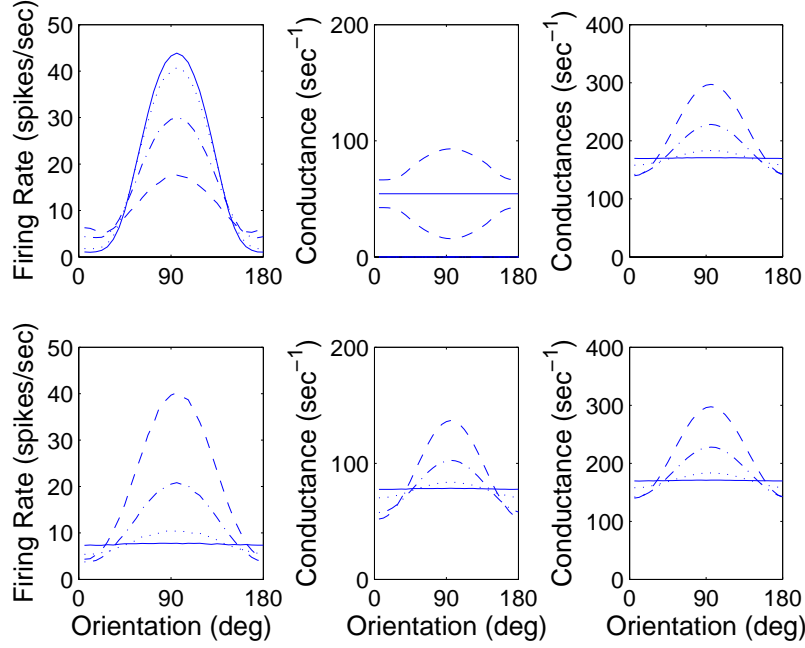 Firing Rate (spikes/sec)
50
40
30
20
10
0
0 90 180
Conductance (sec⁻¹)
200
100
0
0 90 180
Conductances (sec⁻¹)
400
300
200
100
0
0 90 180
Firing Rate (spikes/sec)
50
40
30
20
10
0
0 90 180
Orientation (deg)
Conductance (sec⁻¹)
200
100
0
0 90 180
Orientation (deg)
Conductances (sec⁻¹)
400
300
200
100
0
0 90 180
Orientation (deg)